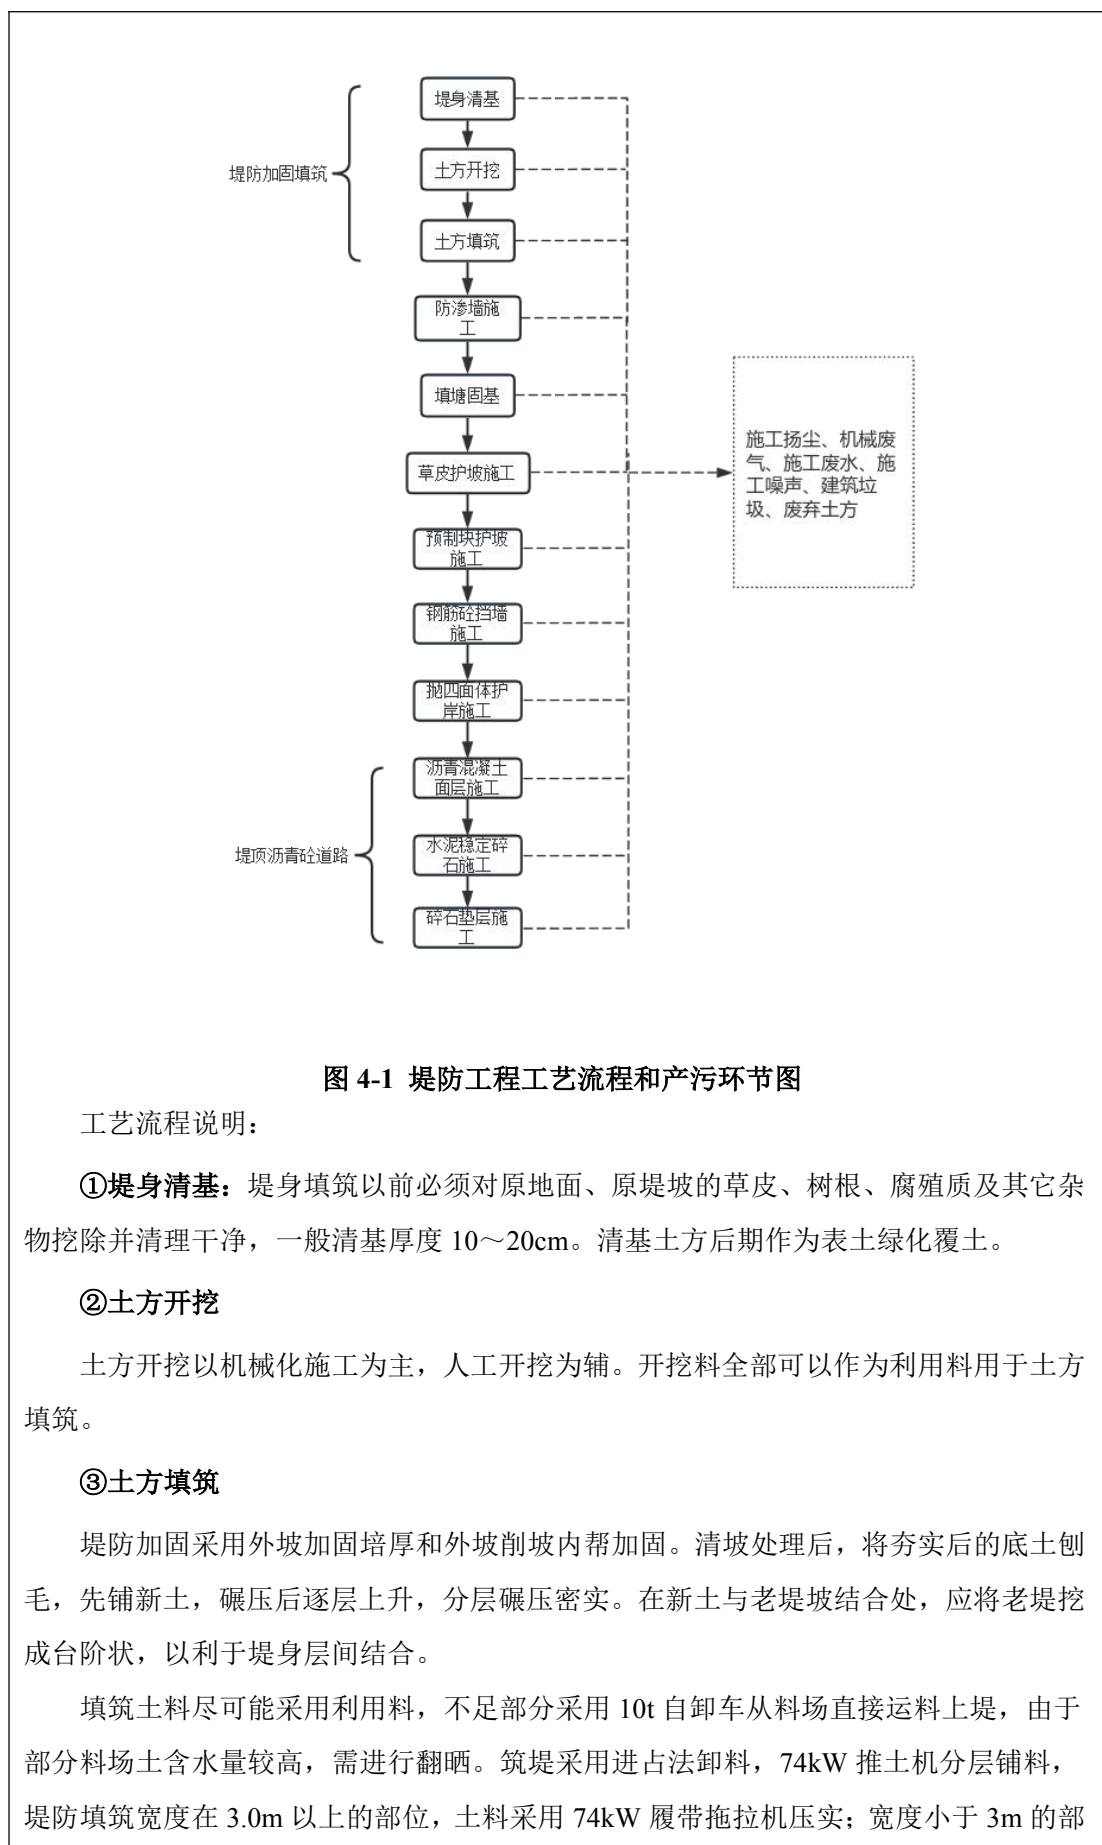 堤身清基
土方开挖
堤防加固填筑
土方填筑
防渗墙施
工
填塘固基
草皮护坡施工
施工扬尘、机械废
气、施工废水、施
工噪声、建筑垃
圾、废弃土方
预制块护坡
施工
钢筋砼挡墙
施工
抛四面体护
岸施工
沥青混凝土
面层施工
堤顶沥青砼道路
水泥稳定碎
石施工
碎石垫层施
工
图 4-1 堤防工程工艺流程和产污环节图
工艺流程说明：
①堤身清基：堤身填筑以前必须对原地面、原堤坡的草皮、树根、腐殖质及其它杂
物挖除并清理干净，一般清基厚度 10～20cm。清基土方后期作为表土绿化覆土。
②土方开挖
土方开挖以机械化施工为主，人工开挖为辅。开挖料全部可以作为利用料用于土方
填筑。
③土方填筑
堤防加固采用外坡加固培厚和外坡削坡内帮加固。清坡处理后，将夯实后的底土刨
毛，先铺新土，碾压后逐层上升，分层碾压密实。在新土与老堤坡结合处，应将老堤挖
成台阶状，以利于堤身层间结合。
填筑土料尽可能采用利用料，不足部分采用 10t 自卸车从料场直接运料上堤，由于
部分料场土含水量较高，需进行翻晒。筑堤采用进占法卸料，74kW 推土机分层铺料，
堤防填筑宽度在 3.0m 以上的部位，土料采用 74kW 履带拖拉机压实；宽度小于 3m 的部